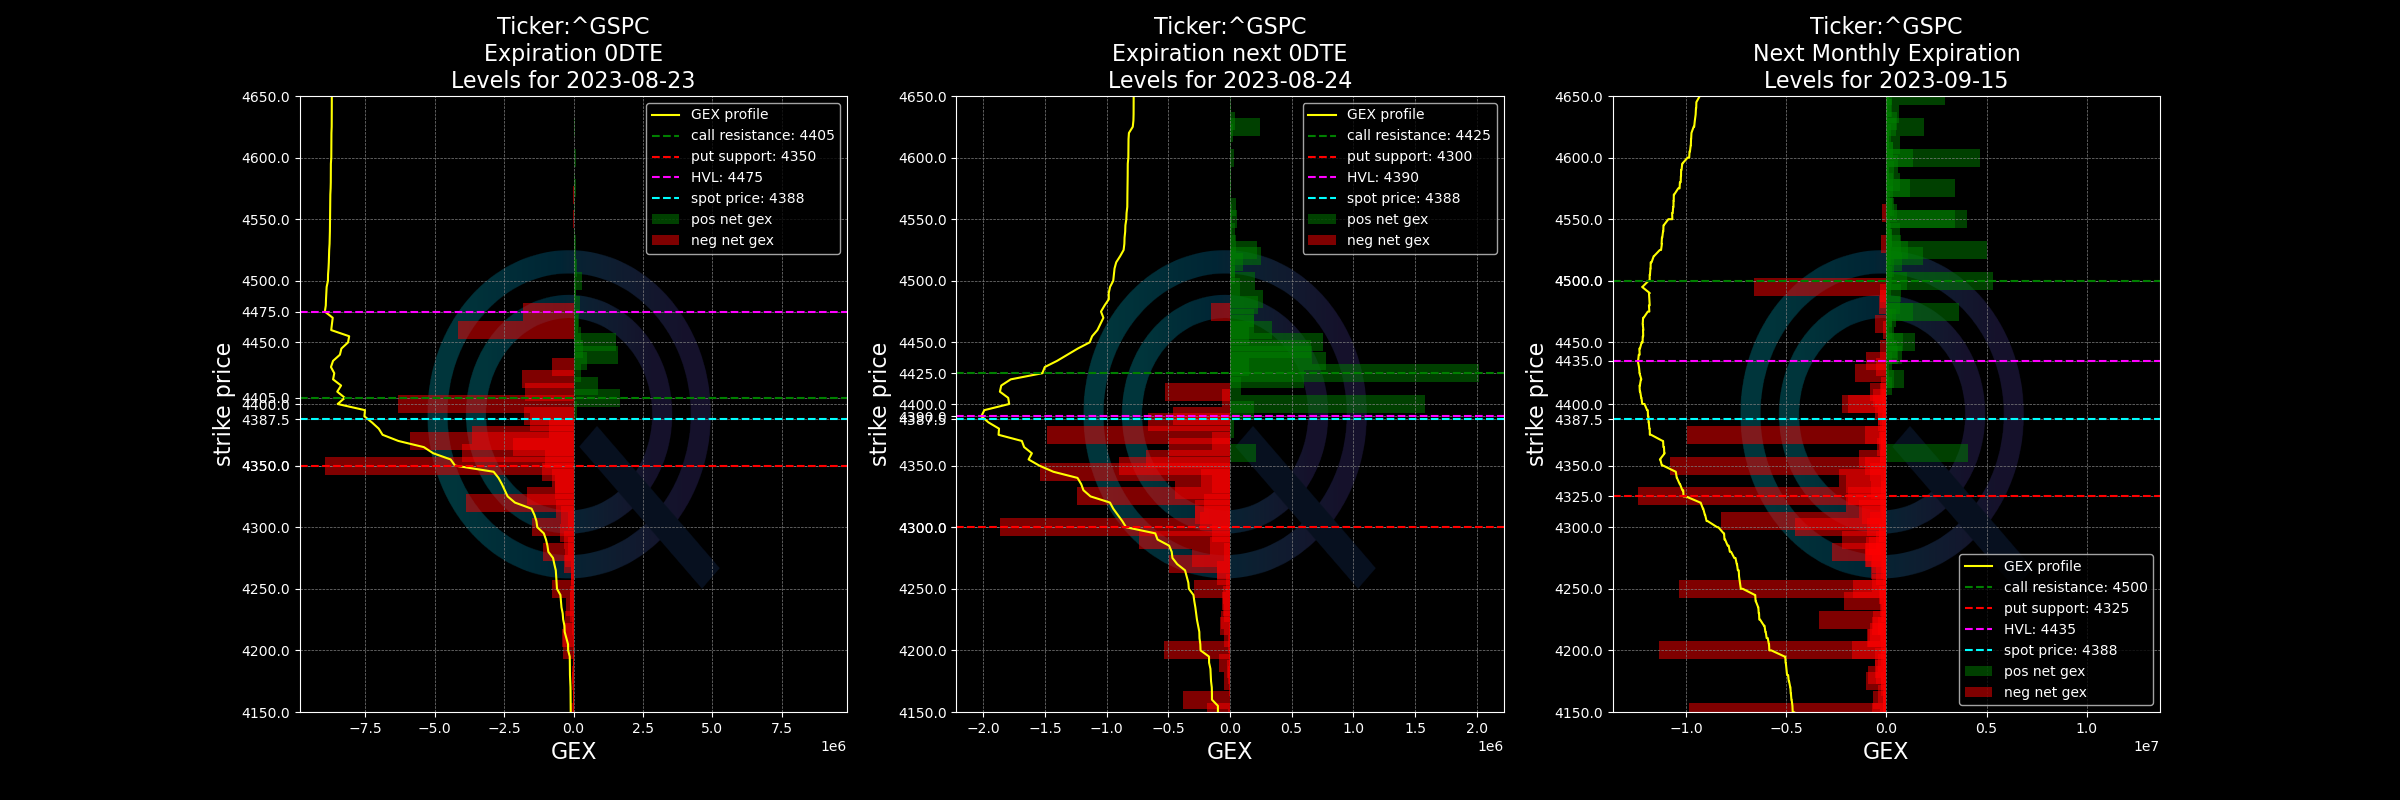 Ticker:^GSPC
Expiration 0DTE
Levels for 2023-08-23
4650.0
4600.0
4550.0
4500.0
4475.0
4450.0
4405.0
4400.0
4387.5
4350.0
4300.0
4250.0
4200.0
4150.0
strike price
GEX profile
call resistance: 4405
put support: 4350
HVL: 4475
spot price: 4388
pos net gex
neg net gex
−7.5 −5.0 −2.5 0.0 2.5 5.0 7.5
1e6
GEX
Ticker:^GSPC
Expiration next 0DTE
Levels for 2023-08-24
4650.0
4600.0
4550.0
4500.0
4450.0
4425.0
4400.0
4390.0
4387.5
4350.0
4300.0
4250.0
4200.0
4150.0
strike price
GEX profile
call resistance: 4425
put support: 4300
HVL: 4390
spot price: 4388
pos net gex
neg net gex
−2.0 −1.5 −1.0 −0.5 0.0 0.5 1.0 1.5 2.0
1e6
GEX
Ticker:^GSPC
Next Monthly Expiration
Levels for 2023-09-15
4650.0
4600.0
4550.0
4500.0
4450.0
4435.0
4400.0
4387.5
4350.0
4325.0
4300.0
4250.0
4200.0
4150.0
strike price
GEX profile
call resistance: 4500
put support: 4325
HVL: 4435
spot price: 4388
pos net gex
neg net gex
−1.0 −0.5 0.0 0.5 1.0
1e7
GEX